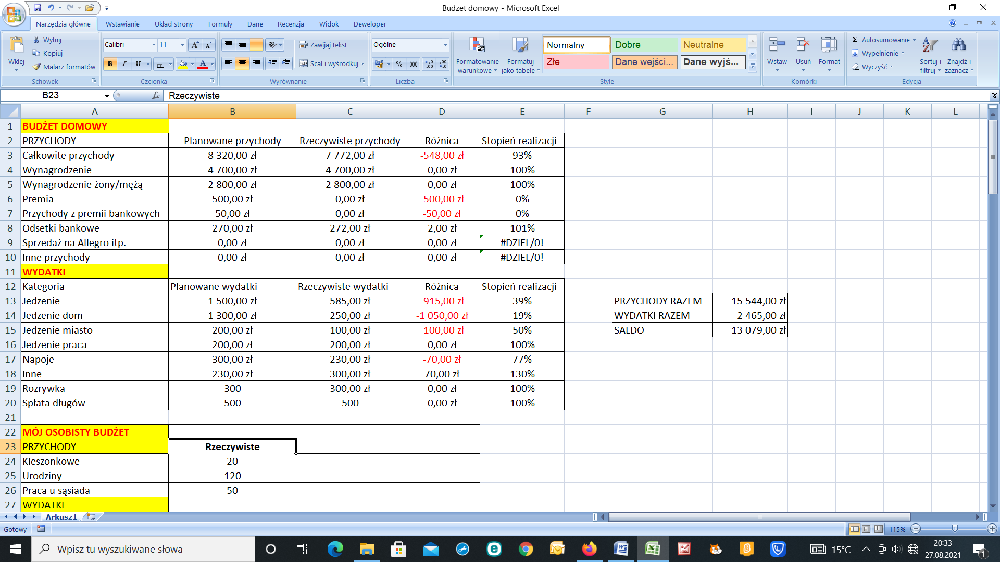 Budżet domowy - Microsoft Excel
Narzędzia główne Wstawianie Układ strony Formuły Dane Recenzja Widok Deweloper
Wklej
Wytnij
Kopiuj
Malarz formatów
Schowek
Calibri 11
B I U
Czcionka
Zawijaj tekst
Scal i wyśrodkuj
Wyrównanie
Ogólne
% 000
Liczba
Formatowanie warunkowe
Formatuj jako tabelę
Normalny Dobre Neutralne
Złe Dane wejści... Dane wyjś...
Style
Wstaw Usuń Format
Komórki
Σ Autosumowanie
Wypełnienie
Wyczyść
Sortuj i filtruj
Znajdź i zaznacz
Edycja
B23 fx Rzeczywiste
A B C D E F G H I J K L
1 BUDŻET DOMOWY
2 PRZYCHODY Planowane przychody Rzeczywiste przychody Różnica Stopień realizacji
3 Całkowite przychody 8 320,00 zł 7 772,00 zł -548,00 zł 93%
4 Wynagrodzenie 4 700,00 zł 4 700,00 zł 0,00 zł 100%
5 Wynagrodzenie żony/mężą 2 800,00 zł 2 800,00 zł 0,00 zł 100%
6 Premia 500,00 zł 0,00 zł -500,00 zł 0%
7 Przychody z premii bankowych 50,00 zł 0,00 zł -50,00 zł 0%
8 Odsetki bankowe 270,00 zł 272,00 zł 2,00 zł 101%
9 Sprzedaż na Allegro itp. 0,00 zł 0,00 zł 0,00 zł #DZIEL/0!
10 Inne przychody 0,00 zł 0,00 zł 0,00 zł #DZIEL/0!
11 WYDATKI
12 Kategoria Planowane wydatki Rzeczywiste wydatki Różnica Stopień realizacji
13 Jedzenie 1 500,00 zł 585,00 zł -915,00 zł 39% PRZYCHODY RAZEM 15 544,00 zł
14 Jedzenie dom 1 300,00 zł 250,00 zł -1 050,00 zł 19% WYDATKI RAZEM 2 465,00 zł
15 Jedzenie miasto 200,00 zł 100,00 zł -100,00 zł 50% SALDO 13 079,00 zł
16 Jedzenie praca 200,00 zł 200,00 zł 0,00 zł 100%
17 Napoje 300,00 zł 230,00 zł -70,00 zł 77%
18 Inne 230,00 zł 300,00 zł 70,00 zł 130%
19 Rozrywka 300 300,00 zł 0,00 zł 100%
20 Spłata długów 500 500 0,00 zł 100%
21
22 MÓJ OSOBISTY BUDŻET
23 PRZYCHODY Rzeczywiste
24 KIeszonkowe 20
25 Urodziny 120
26 Praca u sąsiada 50
27 WYDATKI
Arkusz1
Gotowy 115%
Wpisz tu wyszukiwane słowa 15°C 20:33
27.08.2021 1